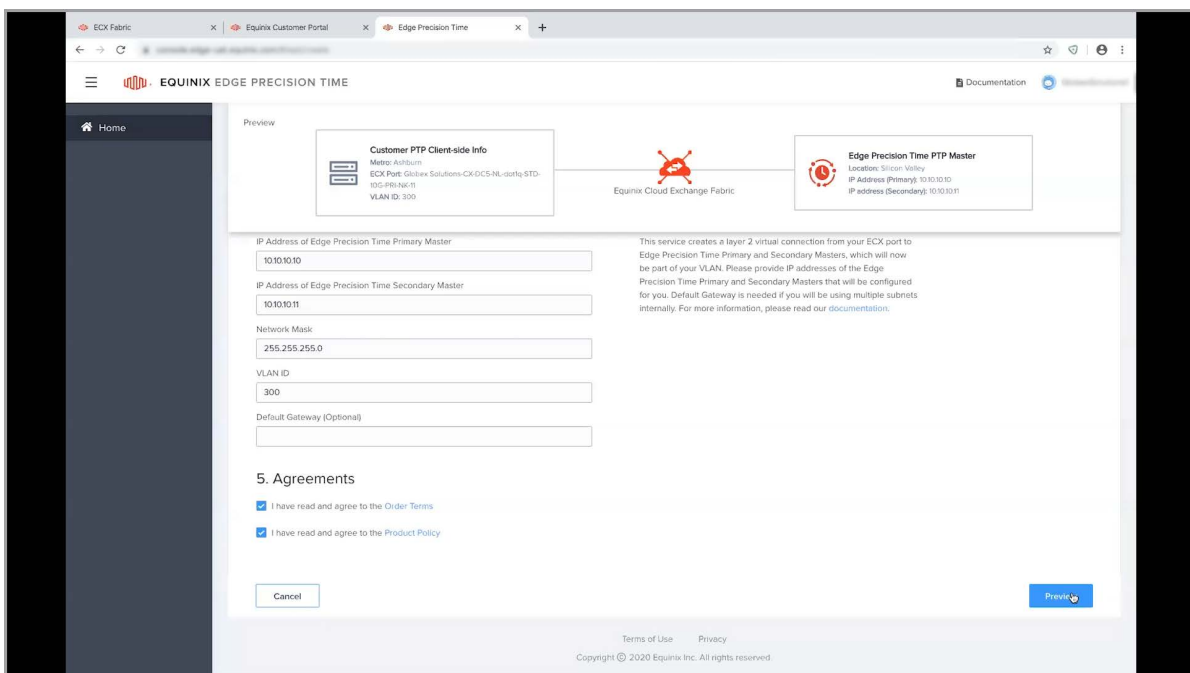 ECX Fabric
Equinix Customer Portal
Edge Precision Time
EQUINIX EDGE PRECISION TIME
Documentation
Home
Preview
Customer PTP Client-side Info
Metro: Ashburn
ECX Port: Globex Solutions-CX-DC5-NL-dot1q-STD-
10G-PRI-NK-11
VLAN ID: 300
Equinix Cloud Exchange Fabric
Edge Precision Time PTP Master
Location: Silicon Valley
IP Address (Primary): 10.10.10.10
IP address (Secondary): 10.10.10.11
IP Address of Edge Precision Time Primary Master
10.10.10.10
IP Address of Edge Precision Time Secondary Master
10.10.10.11
Network Mask
255.255.255.0
VLAN ID
300
Default Gateway (Optional)
This service creates a layer 2 virtual connection from your ECX port to
Edge Precision Time Primary and Secondary Masters, which will now
be part of your VLAN. Please provide IP addresses of the Edge
Precision Time Primary and Secondary Masters that will be configured
for you. Default Gateway is needed if you will be using multiple subnets
internally. For more information, please read our documentation.
5. Agreements
I have read and agree to the Order Terms
I have read and agree to the Product Policy
Cancel
Preview
Terms of Use
Privacy
Copyright © 2020 Equinix Inc. All rights reserved.